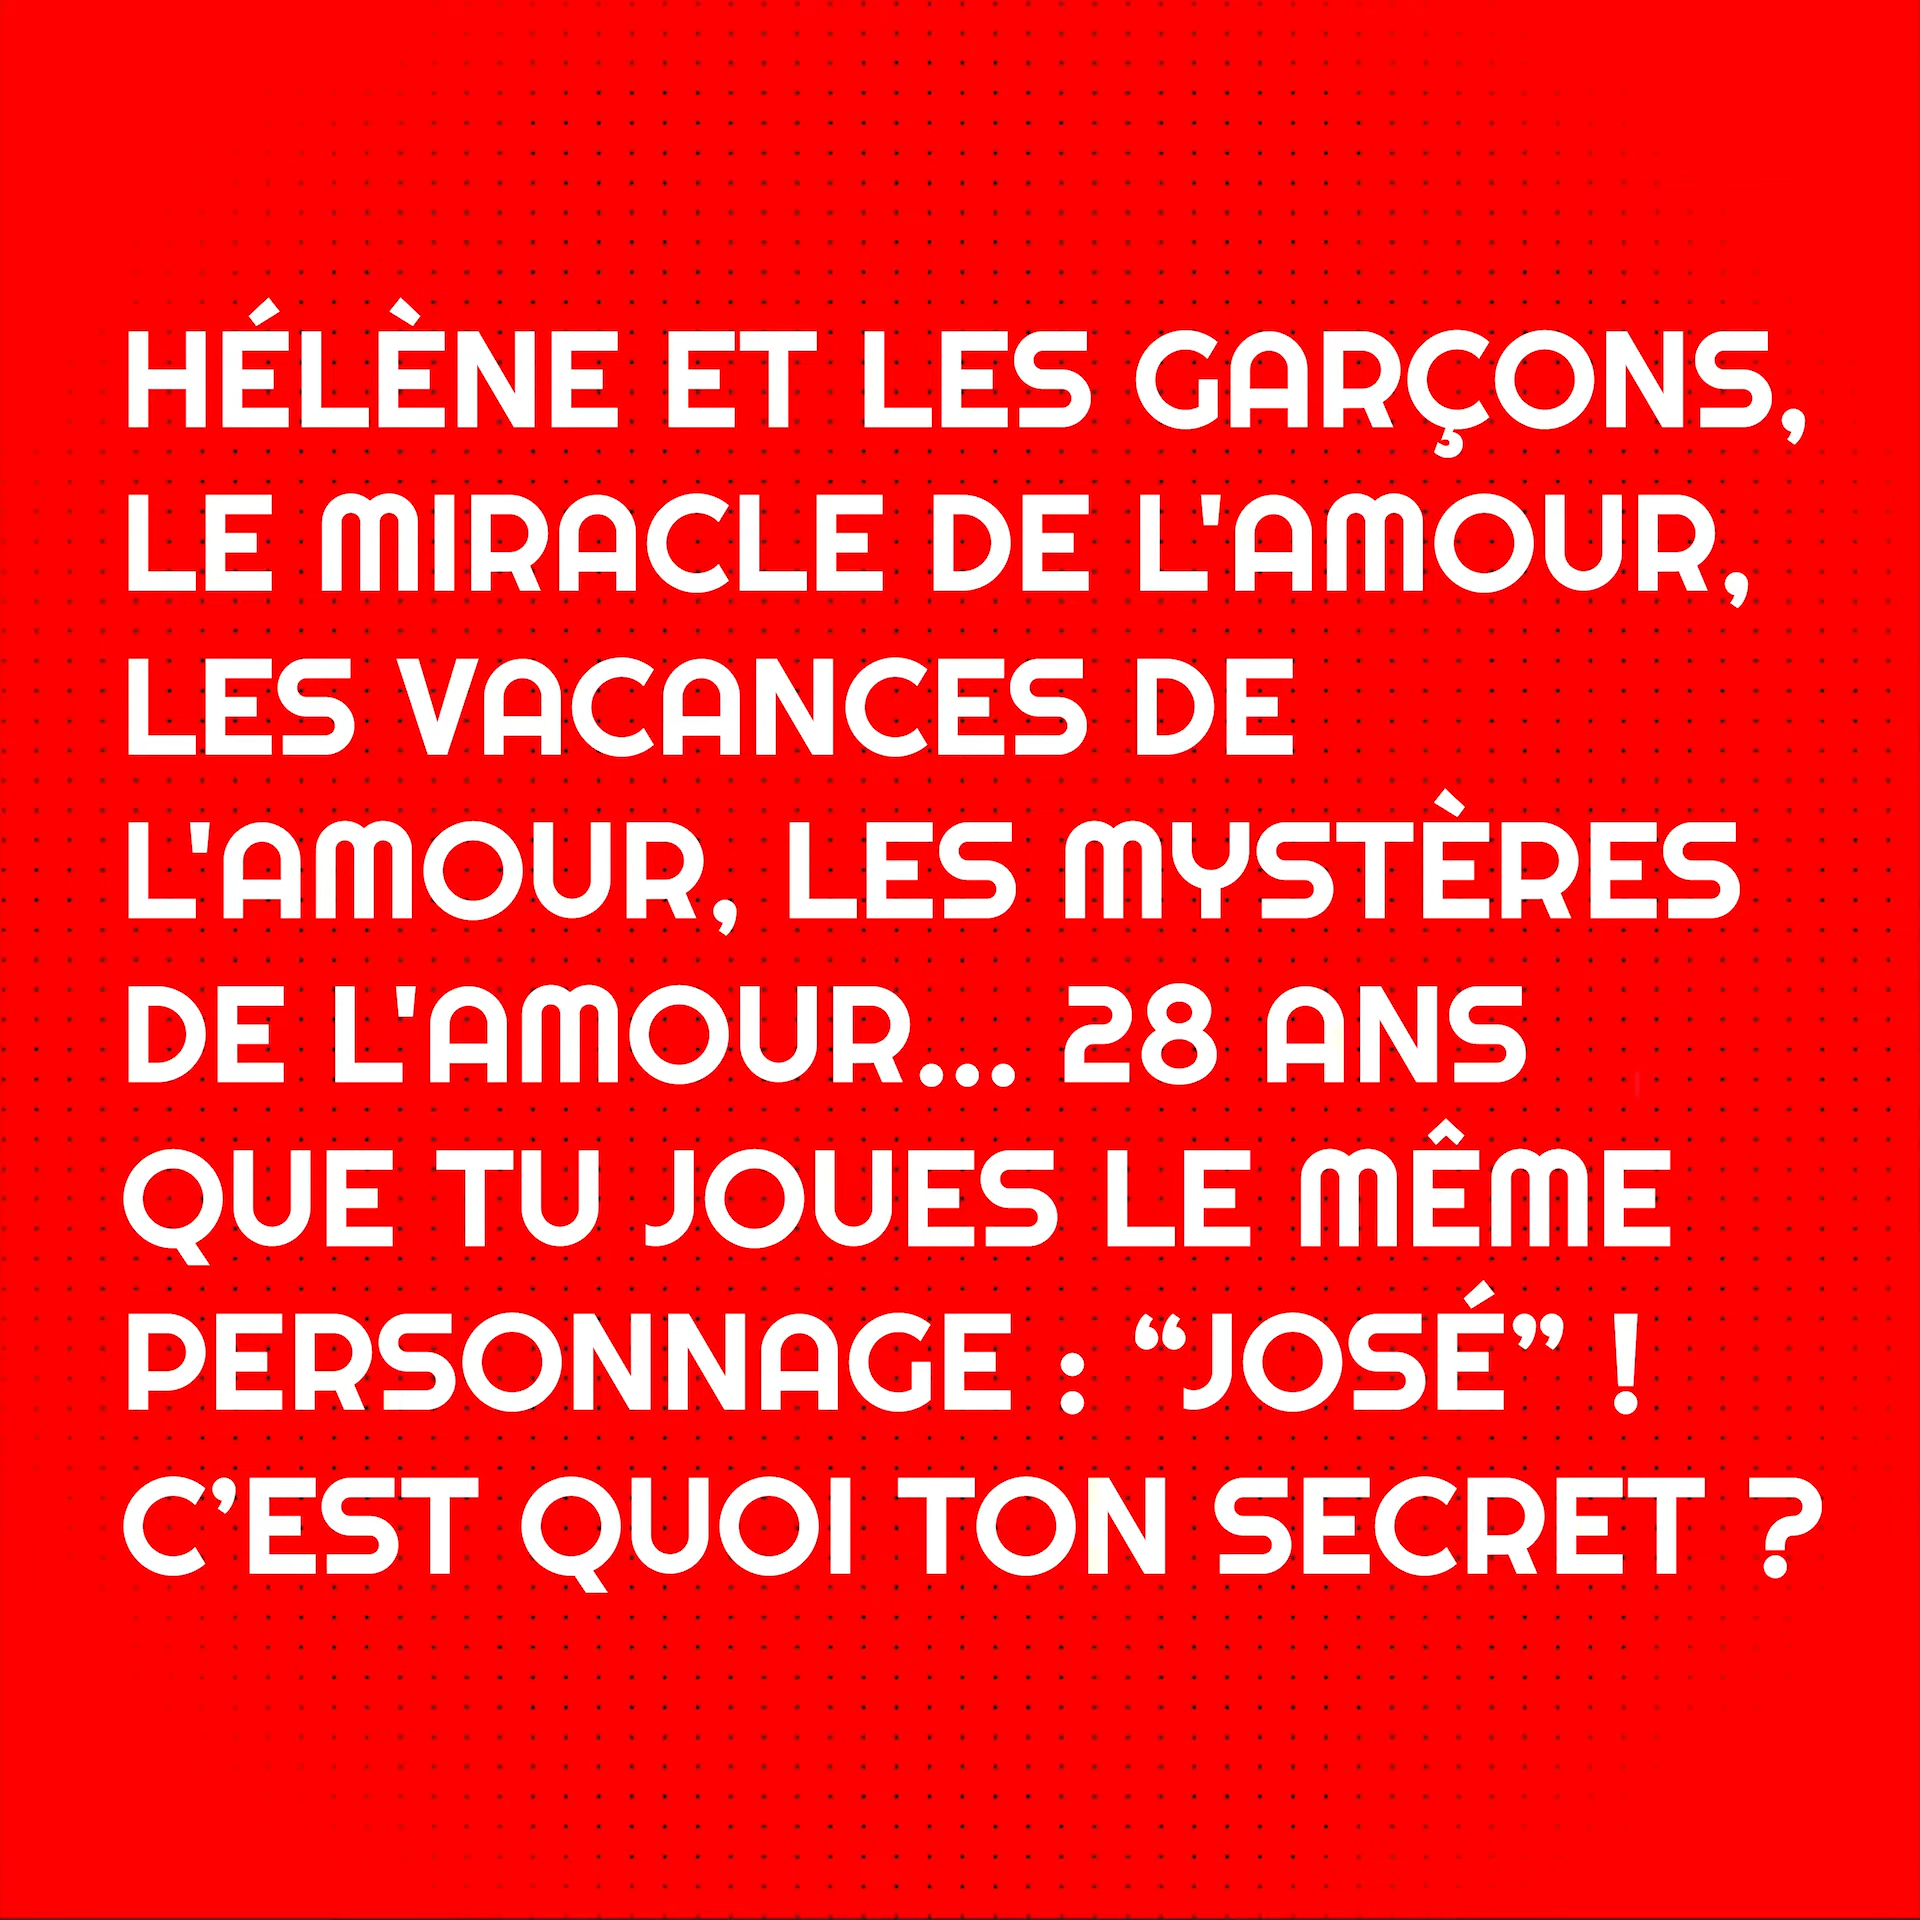 HÉLÈNE ET LES GARÇONS,
LE MIRACLE DE L'AMOUR,
LES VACANCES DE
L'AMOUR, LES MYSTÈRES
DE L'AMOUR... 28 ANS
QUE TU JOUES LE MÊME
PERSONNAGE : “JOSÉ” !
C’EST QUOI TON SECRET ?